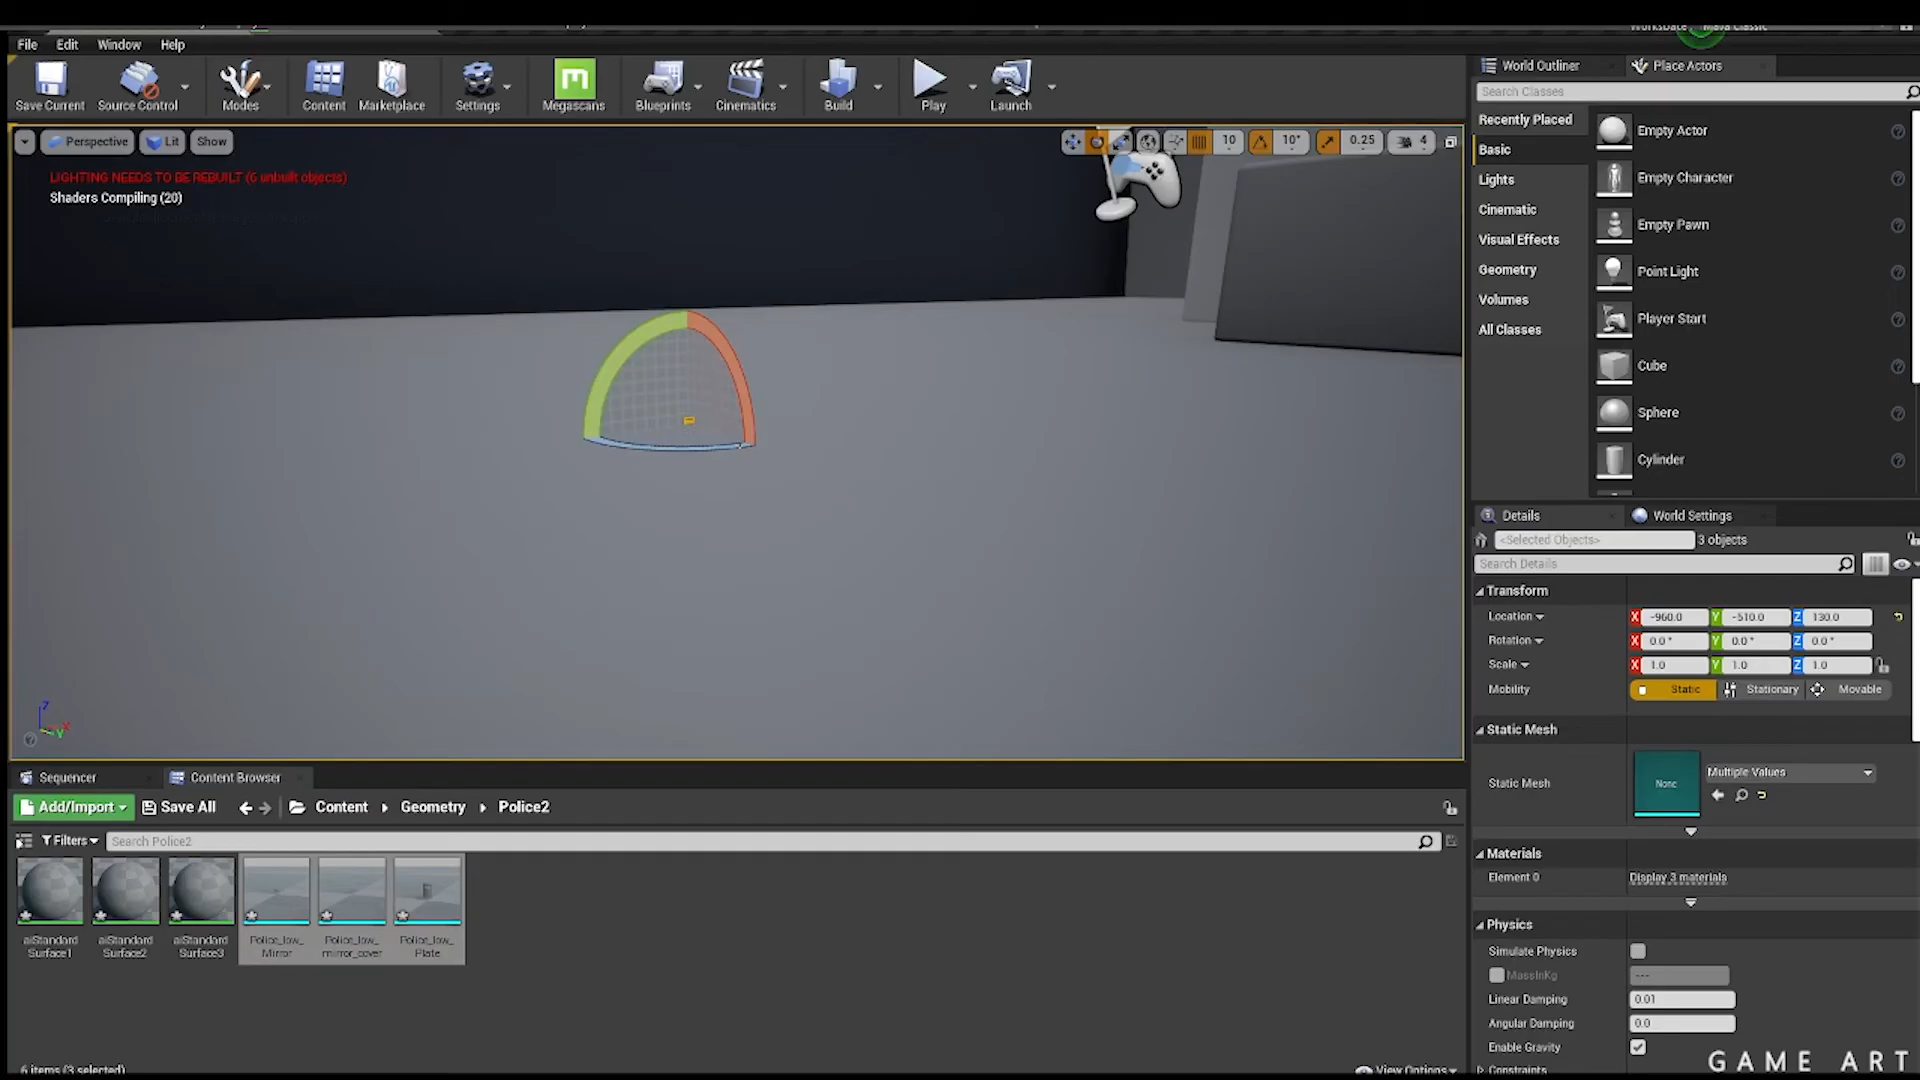 File Edit Window Help
Save Current Source Control Modes Content Marketplace Settings Megascans Blueprints Cinematics Build Play Launch
Perspective Lit Show 10 10° 0.25 4
LIGHTING NEEDS TO BE REBUILT (6 unbuilt objects)
Shaders Compiling (20)
World Outliner Place Actors
Search Classes
Recently Placed
Basic
Lights
Cinematic
Visual Effects
Geometry
Volumes
All Classes
Empty Actor
Empty Character
Empty Pawn
Point Light
Player Start
Cube
Sphere
Cylinder
Details World Settings
<Selected Objects> 3 objects
Search Details
Transform
Location X -960.0 Y -510.0 Z 130.0
Rotation X 0.0° Y 0.0° Z 0.0°
Scale X 1.0 Y 1.0 Z 1.0
Mobility Static Stationary Movable
Static Mesh
Static Mesh None Multiple Values
Materials
Element 0 Display 3 materials
Physics
Simulate Physics
MassInKg ---
Linear Damping 0.01
Angular Damping 0.0
Enable Gravity
Constraints
Z X Y
Sequencer Content Browser
Add/Import Save All Content Geometry Police2
Filters Search Police2
aiStandard Surface1
aiStandard Surface2
aiStandard Surface3
Police_low_ Mirror
Police_low_ mirror_cover
Police_low_ Plate
6 items (3 selected) View Options
GAME ART